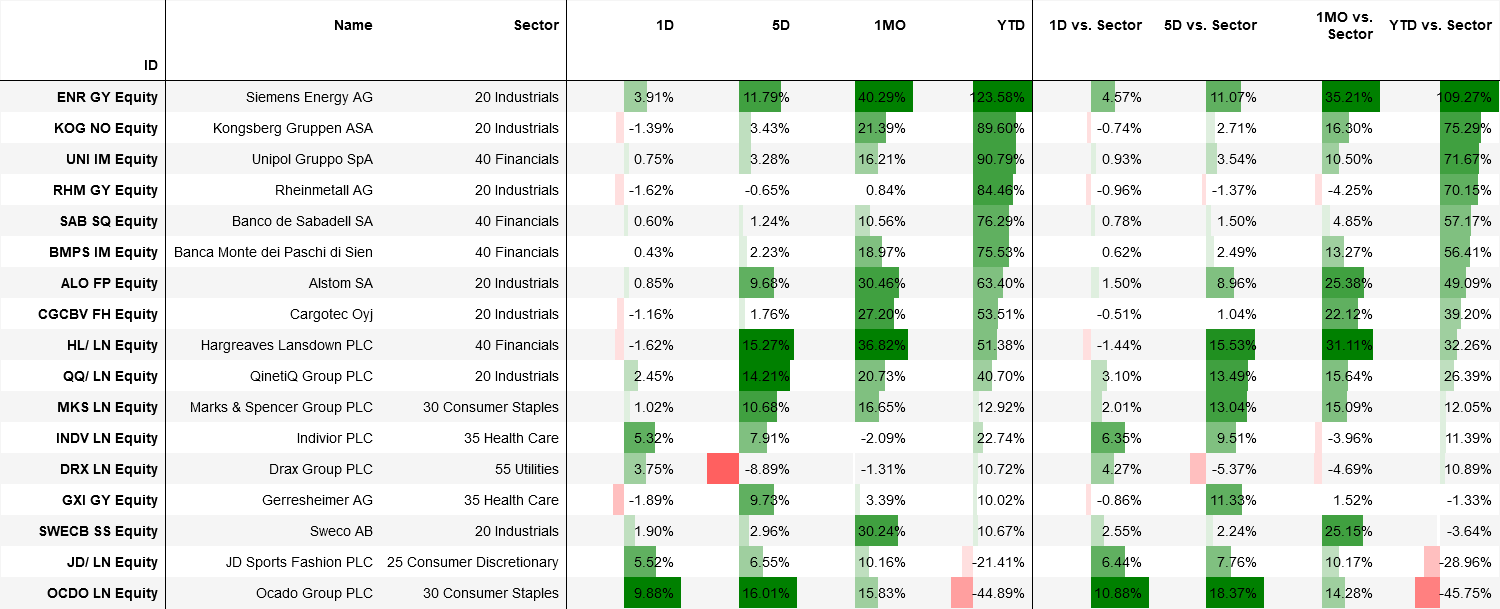 ID Name Sector 1D 5D 1MO YTD 1D vs. Sector 5D vs. Sector 1MO vs. Sector YTD vs. Sector
ENR GY Equity Siemens Energy AG 20 Industrials 3.91% 11.79% 40.29% 123.58% 4.57% 11.07% 35.21% 109.27%
KOG NO Equity Kongsberg Gruppen ASA 20 Industrials -1.39% 3.43% 21.39% 89.60% -0.74% 2.71% 16.30% 75.29%
UNI IM Equity Unipol Gruppo SpA 40 Financials 0.75% 3.28% 16.21% 90.79% 0.93% 3.54% 10.50% 71.67%
RHM GY Equity Rheinmetall AG 20 Industrials -1.62% -0.65% 0.84% 84.46% -0.96% -1.37% -4.25% 70.15%
SAB SQ Equity Banco de Sabadell SA 40 Financials 0.60% 1.24% 10.56% 76.29% 0.78% 1.50% 4.85% 57.17%
BMPS IM Equity Banca Monte dei Paschi di Sien 40 Financials 0.43% 2.23% 18.97% 75.53% 0.62% 2.49% 13.27% 56.41%
ALO FP Equity Alstom SA 20 Industrials 0.85% 9.68% 30.46% 63.40% 1.50% 8.96% 25.38% 49.09%
CGCBV FH Equity Cargotec Oyj 20 Industrials -1.16% 1.76% 27.20% 53.51% -0.51% 1.04% 22.12% 39.20%
HL/ LN Equity Hargreaves Lansdown PLC 40 Financials -1.62% 15.27% 36.82% 51.38% -1.44% 15.53% 31.11% 32.26%
QQ/ LN Equity QinetiQ Group PLC 20 Industrials 2.45% 14.21% 20.73% 40.70% 3.10% 13.49% 15.64% 26.39%
MKS LN Equity Marks & Spencer Group PLC 30 Consumer Staples 1.02% 10.68% 16.65% 12.92% 2.01% 13.04% 15.09% 12.05%
INDV LN Equity Indivior PLC 35 Health Care 5.32% 7.91% -2.09% 22.74% 6.35% 9.51% -3.96% 11.39%
DRX LN Equity Drax Group PLC 55 Utilities 3.75% -8.89% -1.31% 10.72% 4.27% -5.37% -4.69% 10.89%
GXI GY Equity Gerresheimer AG 35 Health Care -1.89% 9.73% 3.39% 10.02% -0.86% 11.33% 1.52% -1.33%
SWECB SS Equity Sweco AB 20 Industrials 1.90% 2.96% 30.24% 10.67% 2.55% 2.24% 25.15% -3.64%
JD/ LN Equity JD Sports Fashion PLC 25 Consumer Discretionary 5.52% 6.55% 10.16% -21.41% 6.44% 7.76% 10.17% -28.96%
OCDO LN Equity Ocado Group PLC 30 Consumer Staples 9.88% 16.01% 15.83% -44.89% 10.88% 18.37% 14.28% -45.75%